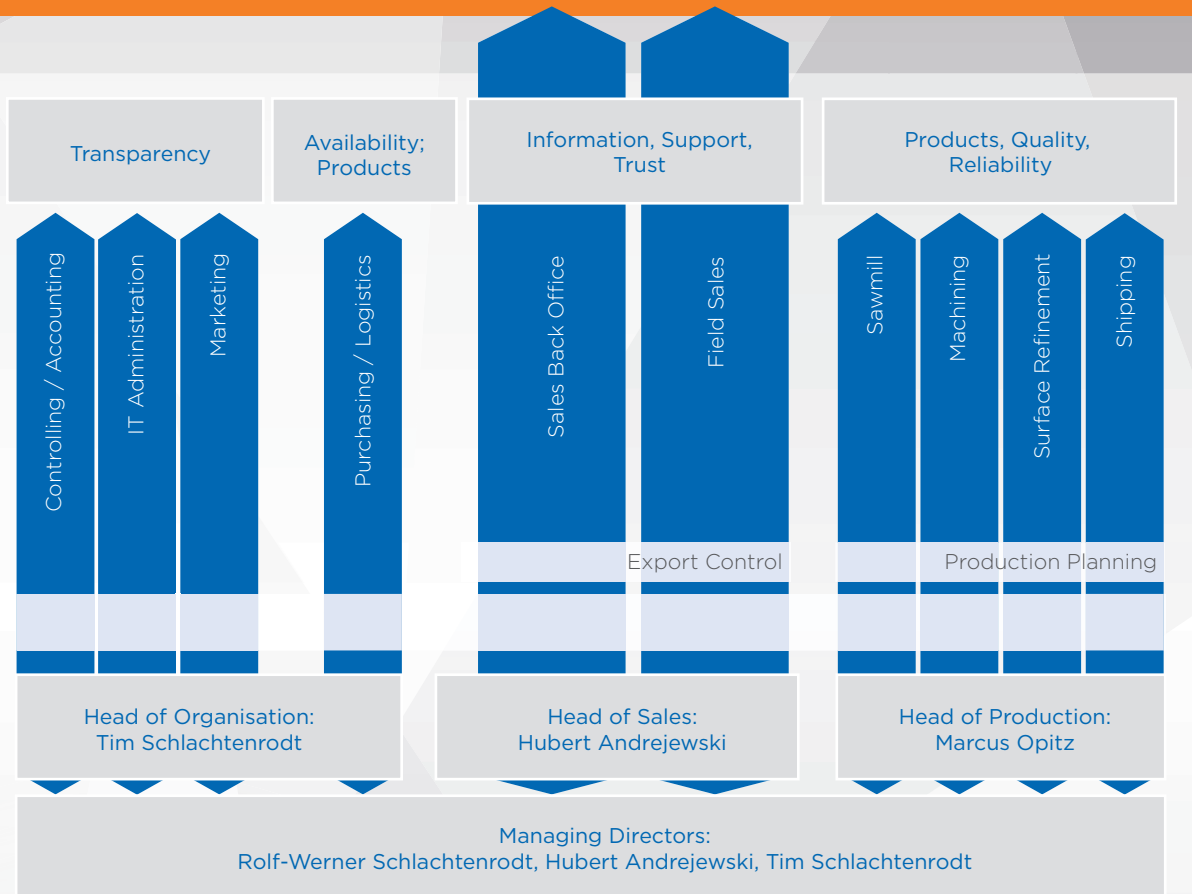 Transparency
Availability;
Products
Information, Support,
Trust
Products, Quality,
Reliability
Controlling / Accounting
IT Administration
Marketing
Purchasing / Logistics
Sales Back Office
Field Sales
Sawmill
Machining
Surface Refinement
Shipping
Export Control
Production Planning
Head of Organisation:
Tim Schlachtenrodt
Head of Sales:
Hubert Andrejewski
Head of Production:
Marcus Opitz
Managing Directors:
Rolf-Werner Schlachtenrodt, Hubert Andrejewski, Tim Schlachtenrodt